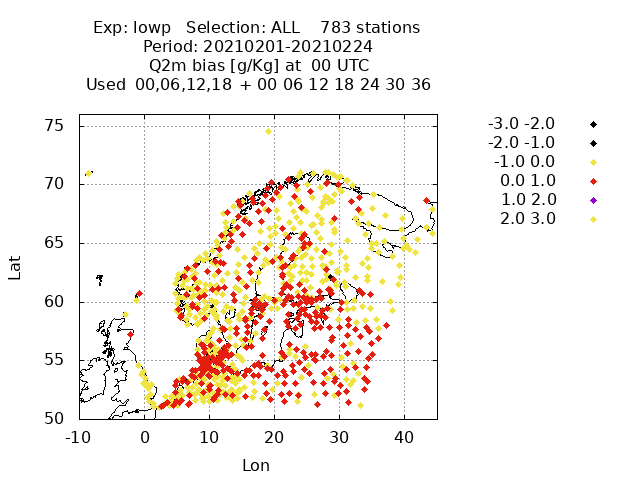 Exp: lowp   Selection: ALL    783 stations
Period: 20210201-20210224
Q2m bias [g/Kg] at  00 UTC
Used  00,06,12,18 + 00 06 12 18 24 30 36
-3.0 -2.0
-2.0 -1.0
-1.0 0.0
0.0 1.0
1.0 2.0
2.0 3.0
75
70
65
60
55
50
Lat
-10 0 10 20 30 40
Lon